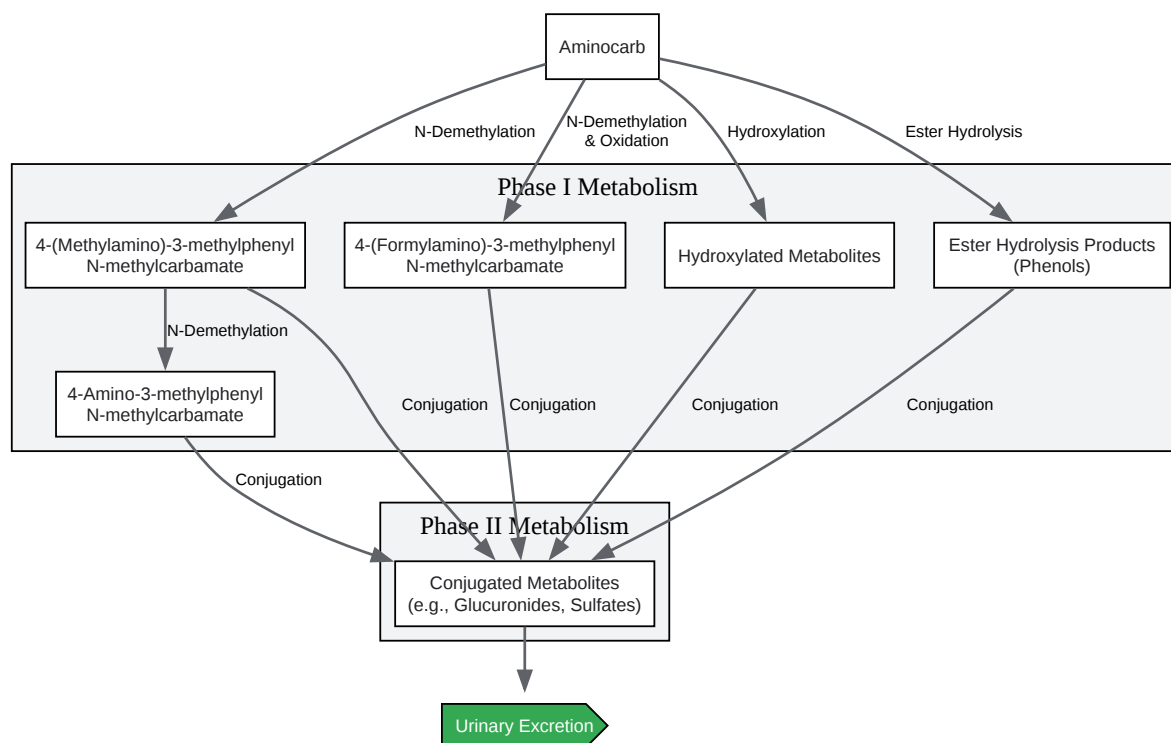 Aminocarb
N-Demethylation
N-Demethylation
& Oxidation
Hydroxylation
Ester Hydrolysis
Phase I Metabolism
4-(Methylamino)-3-methylphenyl
N-methylcarbamate
4-(Formylamino)-3-methylphenyl
N-methylcarbamate
Hydroxylated Metabolites
Ester Hydrolysis Products
(Phenols)
N-Demethylation
4-Amino-3-methylphenyl
N-methylcarbamate
Conjugation
Conjugation
Conjugation
Conjugation
Conjugation
Phase II Metabolism
Conjugated Metabolites
(e.g., Glucuronides, Sulfates)
Urinary Excretion